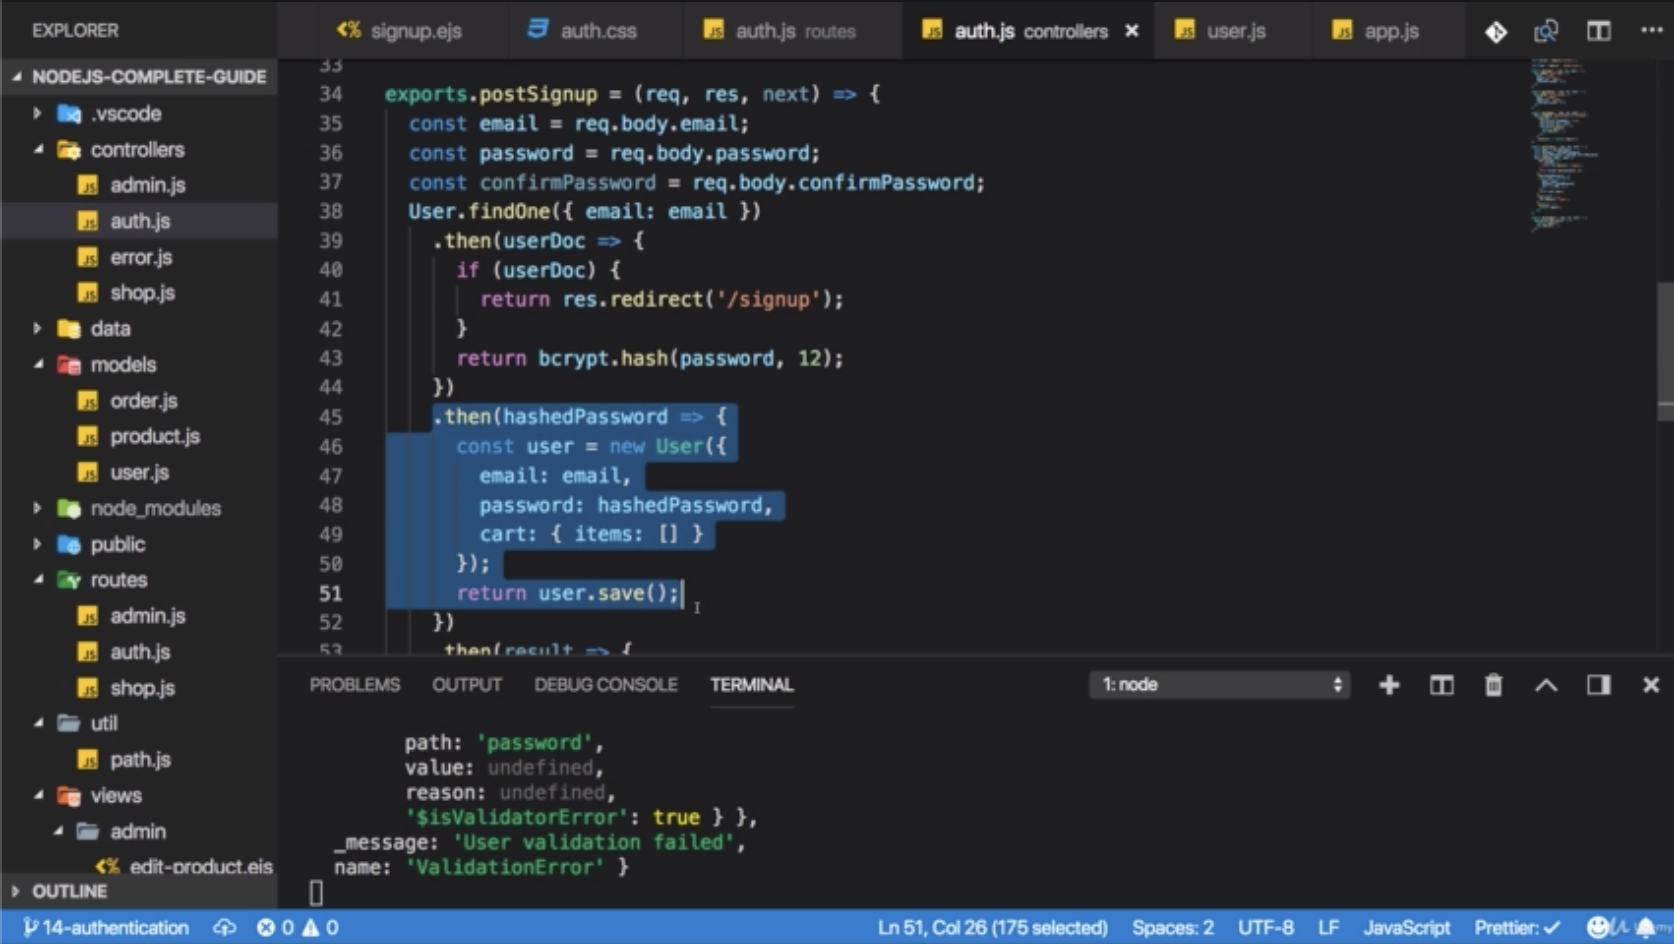 EXPLORER
signup.ejs
auth.css
auth.js routes
auth.js controllers
user.js
app.js
NODEJS-COMPLETE-GUIDE
.vscode
controllers
admin.js
auth.js
error.js
shop.js
data
models
order.js
product.js
user.js
node_modules
public
routes
admin.js
auth.js
shop.js
util
path.js
views
admin
edit-product.ejs
OUTLINE
33
34 exports.postSignup = (req, res, next) => {
35 const email = req.body.email;
36 const password = req.body.password;
37 const confirmPassword = req.body.confirmPassword;
38 User.findOne({ email: email })
39 .then(userDoc => {
40 if (userDoc) {
41 return res.redirect('/signup');
42 }
43 return bcrypt.hash(password, 12);
44 })
45 .then(hashedPassword => {
46 const user = new User({
47 email: email,
48 password: hashedPassword,
49 cart: { items: [] }
50 });
51 return user.save();
52 })
53 .then(result => {
PROBLEMS OUTPUT DEBUG CONSOLE TERMINAL 1: node
path: 'password',
value: undefined,
reason: undefined,
'$isValidatorError': true } },
_message: 'User validation failed',
name: 'ValidationError' }
14-authentication 0 0 Ln 51, Col 26 (175 selected) Spaces: 2 UTF-8 LF JavaScript Prettier: ✓